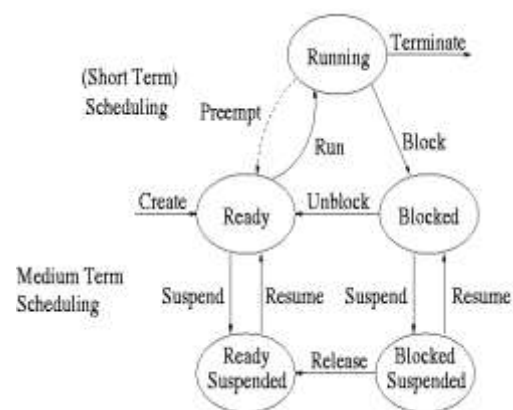 Running
Terminate
(Short Term)
Scheduling
Preempt
Run
Block
Create
Ready
Unblock
Blocked
Medium Term
Scheduling
Suspend
Resume
Suspend
Resume
Ready
Suspended
Release
Blocked
Suspended